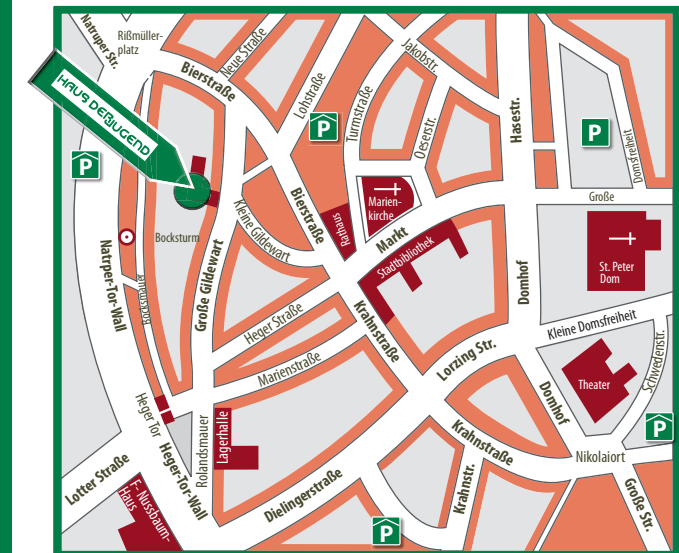 Natruper Str.
Rißmüller-
platz
Neue Straße
Bierstraße
Lohstraße
Turmstraße
Jakobstr.
Oeserstr.
Hasestr.
P
P
P
Domsfreiheit
HAUS DER JUGEND
Große
Marien-
kirche
Rathaus
Bierstraße
Kleine Gildewart
Markt
Stadtbibliothek
Bocksturm
Natrper-Tor-Wall
Bocksmauer
Große Gildewart
Domhof
St. Peter
Dom
Heger Straße
Krahnstraße
Kleine Domsfreiheit
Marienstraße
Lorzing Str.
Schwedenstr.
Theater
Domhof
Heger Tor
Rolandsmauer
Lagerhalle
Heger-Tor-Wall
P
Krahnstraße
Nikolaiort
Lotter Straße
F.- Nussbaum-
Haus
Dielingerstraße
Krahnstr.
Große Str.
P